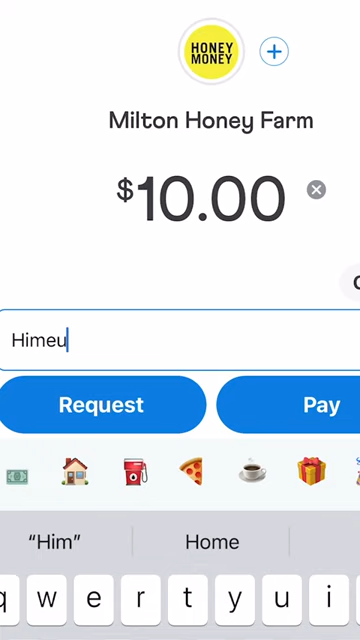 HONEY
MONEY
Milton Honey Farm
$10.00
Himeu
Request Pay
“Him” Home
q w e r t y u i